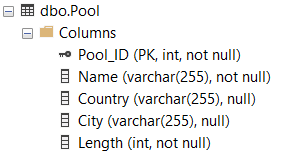 dbo.Pool
Columns
Pool_ID (PK, int, not null)
Name (varchar(255), not null)
Country (varchar(255), null)
City (varchar(255), null)
Length (int, not null)